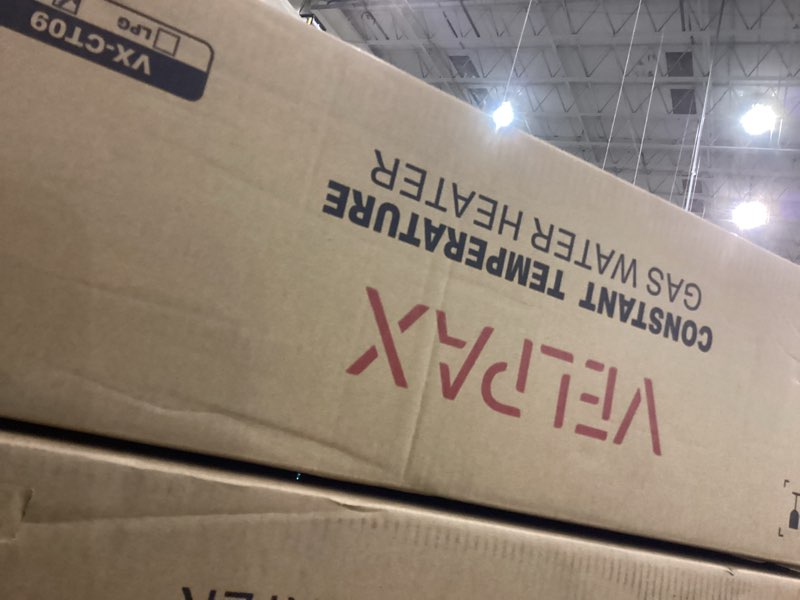 VELPAX
CONSTANT TEMPERATURE
GAS WATER HEATER
VX-CT09
LPG